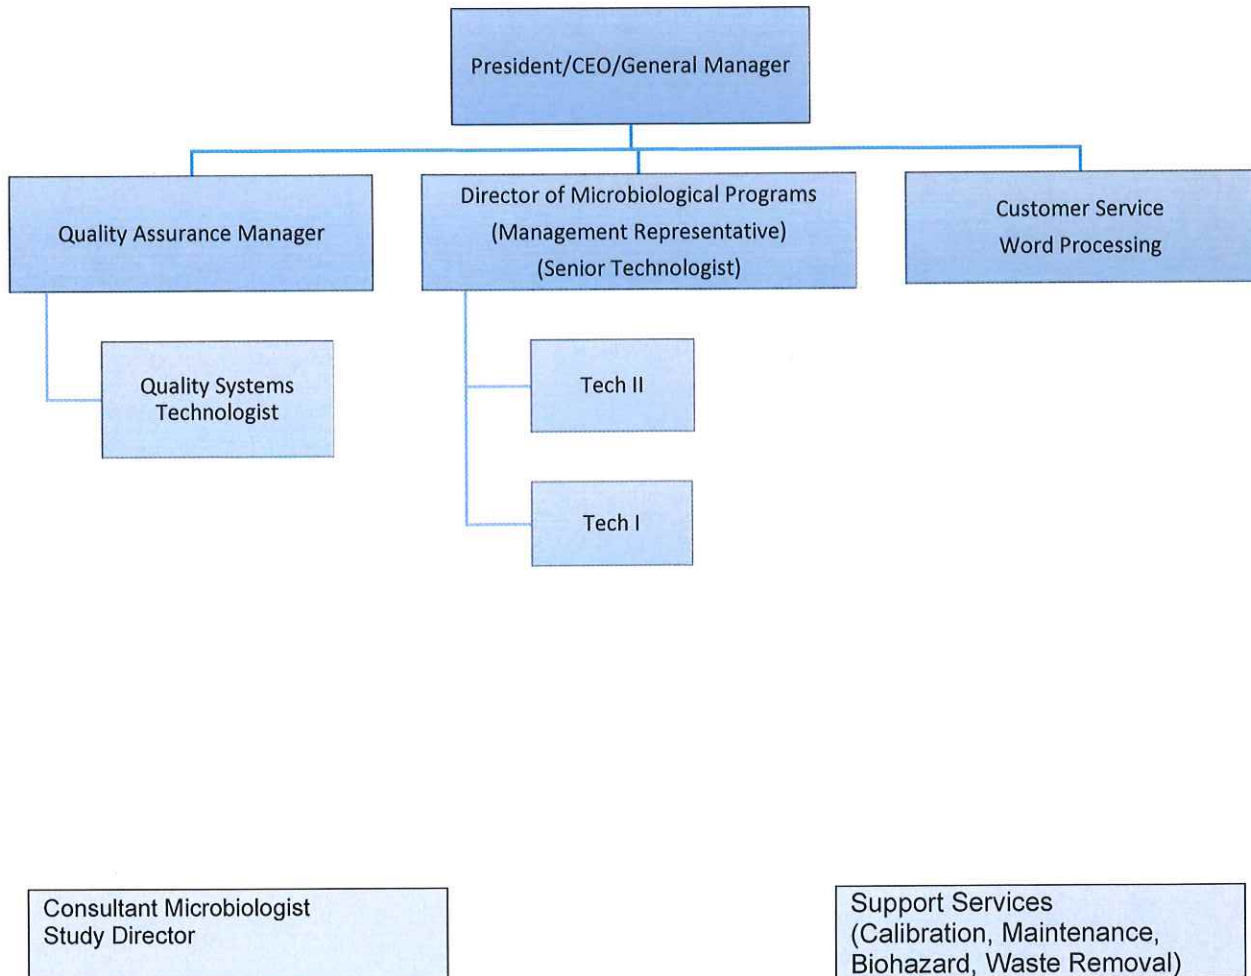 President/CEO/General Manager
Quality Assurance Manager
Director of Microbiological Programs
(Management Representative)
(Senior Technologist)
Customer Service
Word Processing
Quality Systems
Technologist
Tech II
Tech I
Consultant Microbiologist
Study Director
Support Services
(Calibration, Maintenance,
Biohazard, Waste Removal)